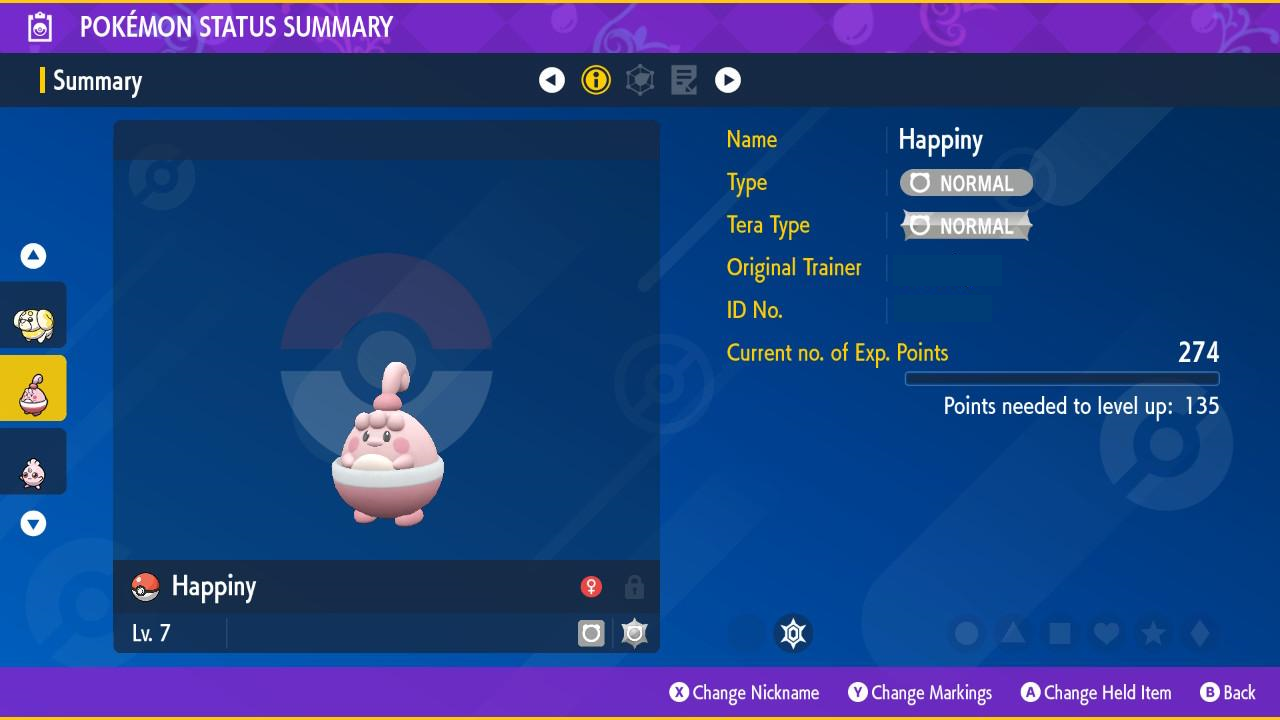 POKÉMON STATUS SUMMARY
Summary
Name Happiny
Type NORMAL
Tera Type NORMAL
Original Trainer
ID No.
Current no. of Exp. Points 274
Points needed to level up: 135
Happiny
Lv. 7
X Change Nickname Y Change Markings A Change Held Item B Back